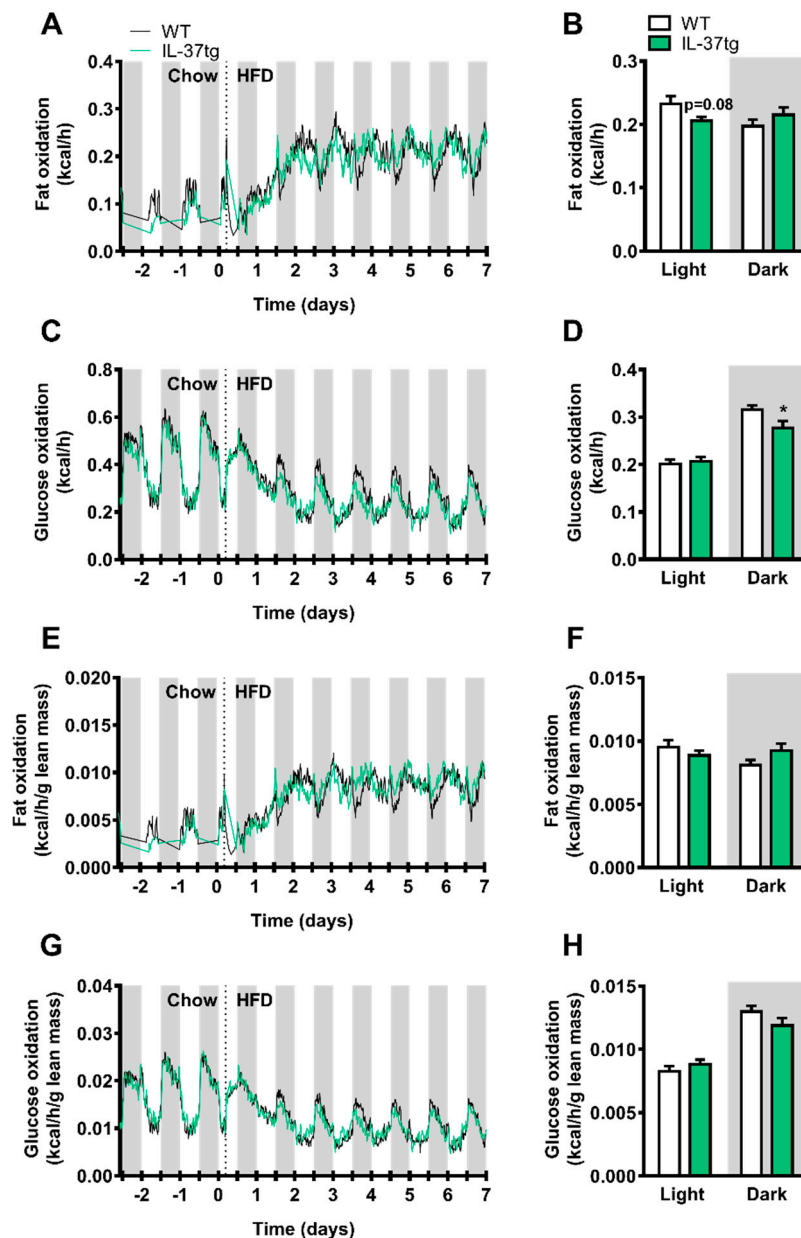 A
WT
IL-37tg
Chow
HFD
Fat oxidation
(kcal/h)
0.4
0.3
0.2
0.1
0.0
-2 -1 0 1 2 3 4 5 6 7
Time (days)
B
WT
IL-37tg
Fat oxidation
(kcal/h)
0.3
0.2
0.1
0.0
p=0.08
Light Dark
C
Chow
HFD
Glucose oxidation
(kcal/h)
0.8
0.6
0.4
0.2
0.0
-2 -1 0 1 2 3 4 5 6 7
Time (days)
D
Glucose oxidation
(kcal/h)
0.4
0.3
0.2
0.1
0.0
*
Light Dark
E
Chow
HFD
Fat oxidation
(kcal/h/g lean mass)
0.020
0.015
0.010
0.005
0.000
-2 -1 0 1 2 3 4 5 6 7
Time (days)
F
Fat oxidation
(kcal/h/g lean mass)
0.015
0.010
0.005
0.000
Light Dark
G
Chow
HFD
Glucose oxidation
(kcal/h/g lean mass)
0.04
0.03
0.02
0.01
0.00
-2 -1 0 1 2 3 4 5 6 7
Time (days)
H
Glucose oxidation
(kcal/h/g lean mass)
0.015
0.010
0.005
0.000
Light Dark